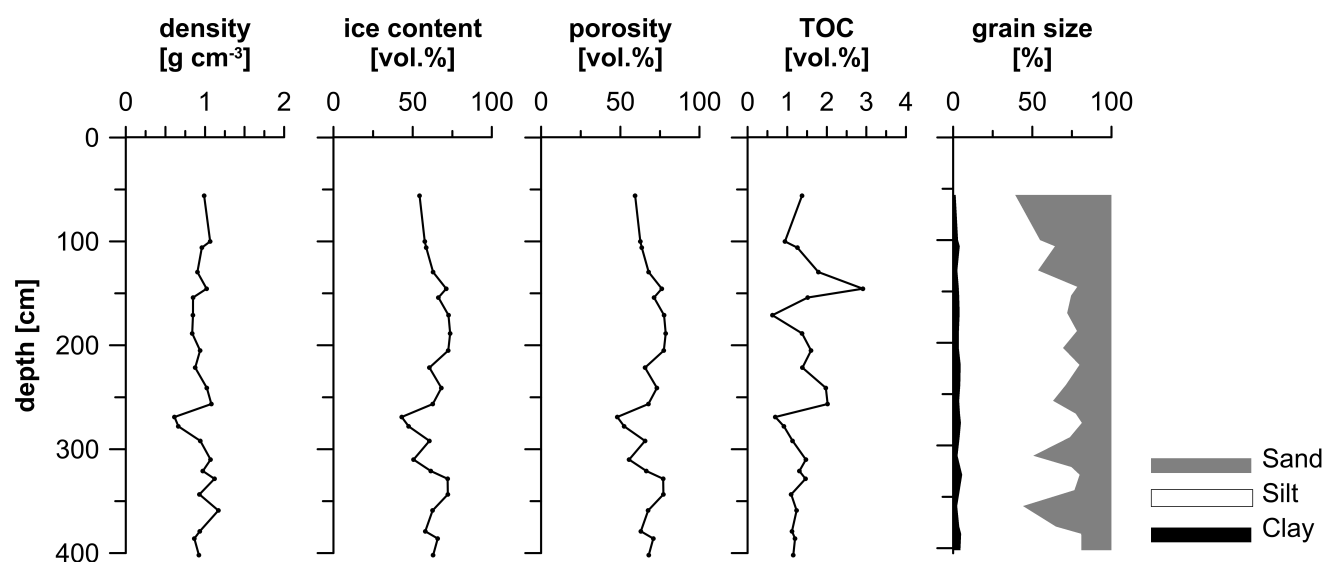 density
[g cm-3]
ice content
[vol.%]
porosity
[vol.%]
TOC
[vol.%]
grain size
[%]
0 1 2
0 50 100
0 50 100
0 1 2 3 4
0 50 100
0
100
200
300
400
depth [cm]
Sand
Silt
Clay